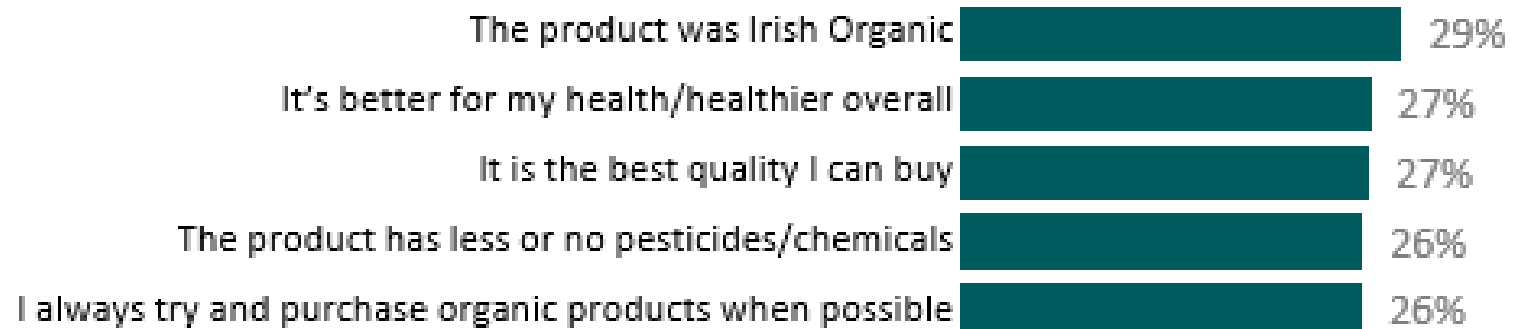 The product was Irish Organic 29%
It's better for my health/healthier overall 27%
It is the best quality I can buy 27%
The product has less or no pesticides/chemicals 26%
I always try and purchase organic products when possible 26%